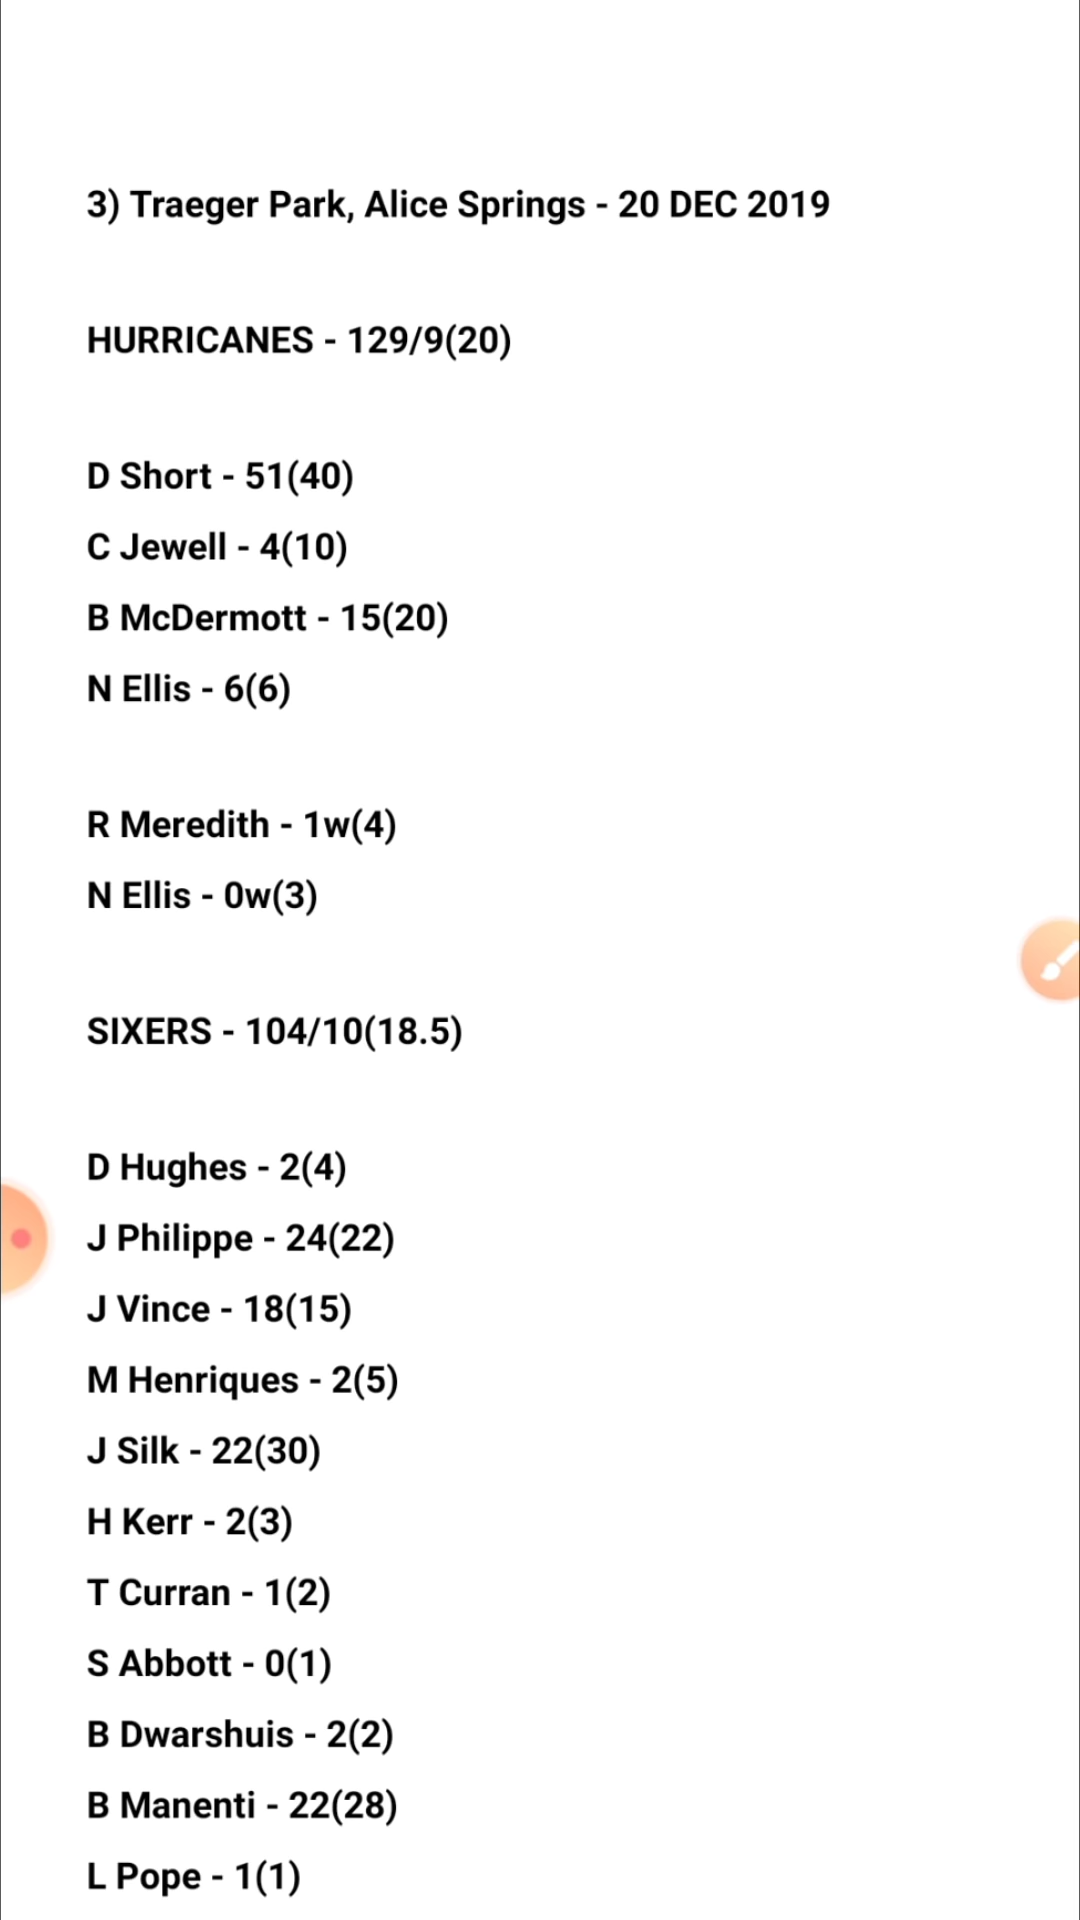 3) Traeger Park, Alice Springs - 20 DEC 2019
HURRICANES - 129/9(20)
D Short - 51(40)
C Jewell - 4(10)
B McDermott - 15(20)
N Ellis - 6(6)
R Meredith - 1w(4)
N Ellis - 0w(3)
SIXERS - 104/10(18.5)
D Hughes - 2(4)
J Philippe - 24(22)
J Vince - 18(15)
M Henriques - 2(5)
J Silk - 22(30)
H Kerr - 2(3)
T Curran - 1(2)
S Abbott - 0(1)
B Dwarshuis - 2(2)
B Manenti - 22(28)
L Pope - 1(1)